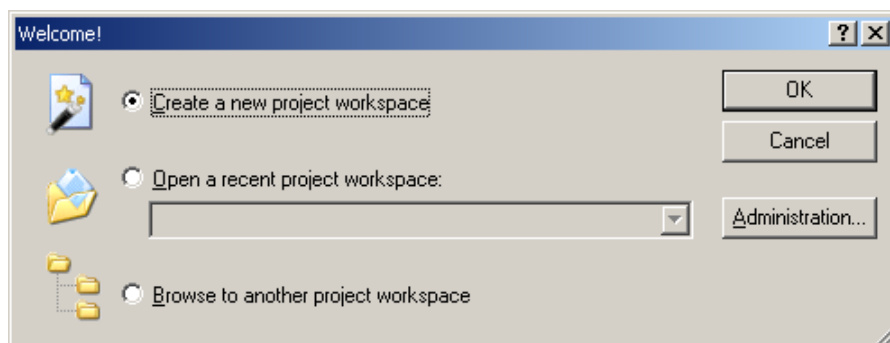 Welcome!
Create a new project workspace
OK
Cancel
Open a recent project workspace:
Administration...
Browse to another project workspace